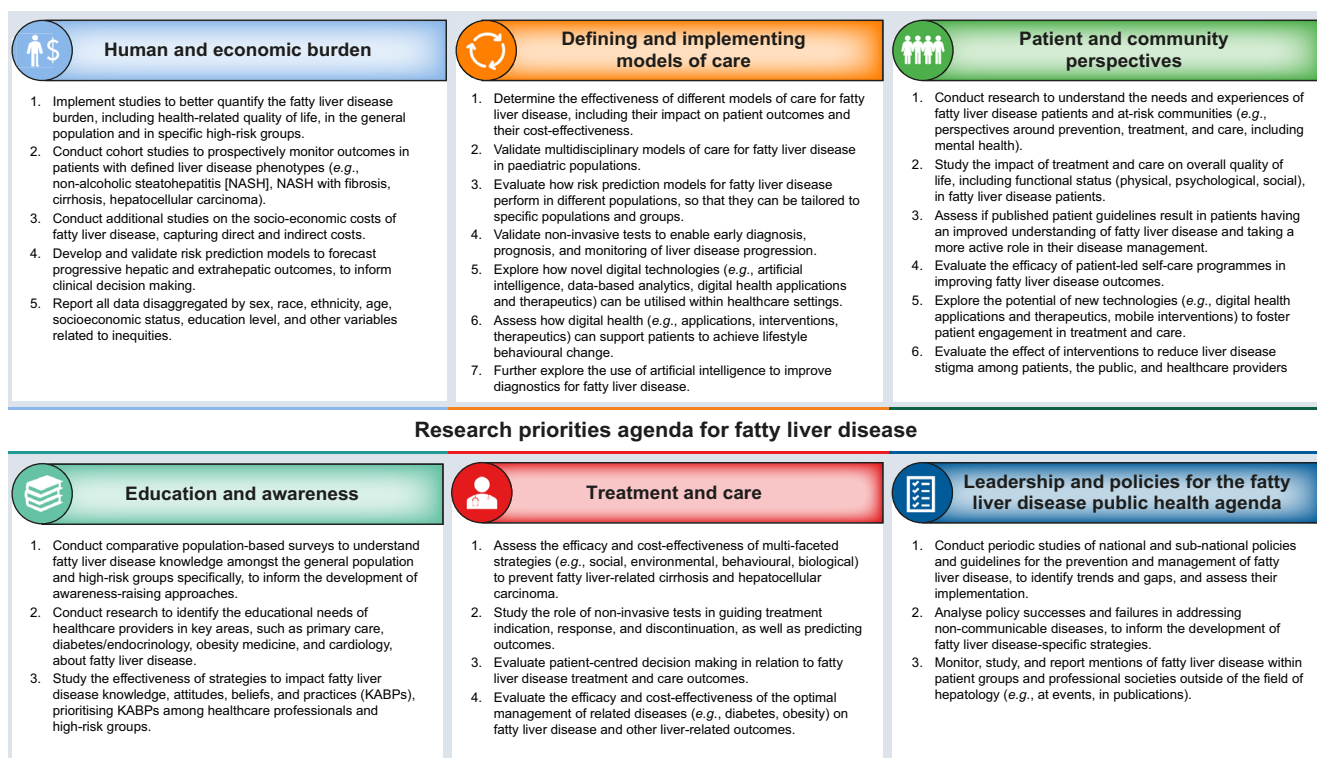 Human and economic burden
1. Implement studies to better quantify the fatty liver disease
burden, including health-related quality of life, in the general
population and in specific high-risk groups.
2. Conduct cohort studies to prospectively monitor outcomes in
patients with defined liver disease phenotypes (e.g.,
non-alcoholic steatohepatitis [NASH], NASH with fibrosis,
cirrhosis, hepatocellular carcinoma).
3. Conduct additional studies on the socio-economic costs of
fatty liver disease, capturing direct and indirect costs.
4. Develop and validate risk prediction models to forecast
progressive hepatic and extrahepatic outcomes, to inform
clinical decision making.
5. Report all data disaggregated by sex, race, ethnicity, age,
socioeconomic status, education level, and other variables
related to inequities.
Defining and implementing
models of care
1. Determine the effectiveness of different models of care for fatty
liver disease, including their impact on patient outcomes and
their cost-effectiveness.
2. Validate multidisciplinary models of care for fatty liver disease
in paediatric populations.
3. Evaluate how risk prediction models for fatty liver disease
perform in different populations, so that they can be tailored to
specific populations and groups.
4. Validate non-invasive tests to enable early diagnosis,
prognosis, and monitoring of liver disease progression.
5. Explore how novel digital technologies (e.g., artificial
intelligence, data-based analytics, digital health applications
and therapeutics) can be utilised within healthcare settings.
6. Assess how digital health (e.g., applications, interventions,
therapeutics) can support patients to achieve lifestyle
behavioural change.
7. Further explore the use of artificial intelligence to improve
diagnostics for fatty liver disease.
Patient and community
perspectives
1. Conduct research to understand the needs and experiences of
fatty liver disease patients and at-risk communities (e.g.,
perspectives around prevention, treatment, and care, including
mental health).
2. Study the impact of treatment and care on overall quality of
life, including functional status (physical, psychological, social),
in fatty liver disease patients.
3. Assess if published patient guidelines result in patients having
an improved understanding of fatty liver disease and taking a
more active role in their disease management.
4. Evaluate the efficacy of patient-led self-care programmes in
improving fatty liver disease outcomes.
5. Explore the potential of new technologies (e.g., digital health
applications and therapeutics, mobile interventions) to foster
patient engagement in treatment and care.
6. Evaluate the effect of interventions to reduce liver disease
stigma among patients, the public, and healthcare providers
Research priorities agenda for fatty liver disease
Education and awareness
1. Conduct comparative population-based surveys to understand
fatty liver disease knowledge amongst the general population
and high-risk groups specifically, to inform the development of
awareness-raising approaches.
2. Conduct research to identify the educational needs of
healthcare providers in key areas, such as primary care,
diabetes/endocrinology, obesity medicine, and cardiology,
about fatty liver disease.
3. Study the effectiveness of strategies to impact fatty liver
disease knowledge, attitudes, beliefs, and practices (KABPs),
prioritising KABPs among healthcare professionals and
high-risk groups.
Treatment and care
1. Assess the efficacy and cost-effectiveness of multi-faceted
strategies (e.g., social, environmental, behavioural, biological)
to prevent fatty liver-related cirrhosis and hepatocellular
carcinoma.
2. Study the role of non-invasive tests in guiding treatment
indication, response, and discontinuation, as well as predicting
outcomes.
3. Evaluate patient-centred decision making in relation to fatty
liver disease treatment and care outcomes.
4. Evaluate the efficacy and cost-effectiveness of the optimal
management of related diseases (e.g., diabetes, obesity) on
fatty liver disease and other liver-related outcomes.
Leadership and policies for the fatty
liver disease public health agenda
1. Conduct periodic studies of national and sub-national policies
and guidelines for the prevention and management of fatty
liver disease, to identify trends and gaps, and assess their
implementation.
2. Analyse policy successes and failures in addressing
non-communicable diseases, to inform the development of
fatty liver disease-specific strategies.
3. Monitor, study, and report mentions of fatty liver disease within
patient groups and professional societies outside of the field of
hepatology (e.g., at events, in publications).